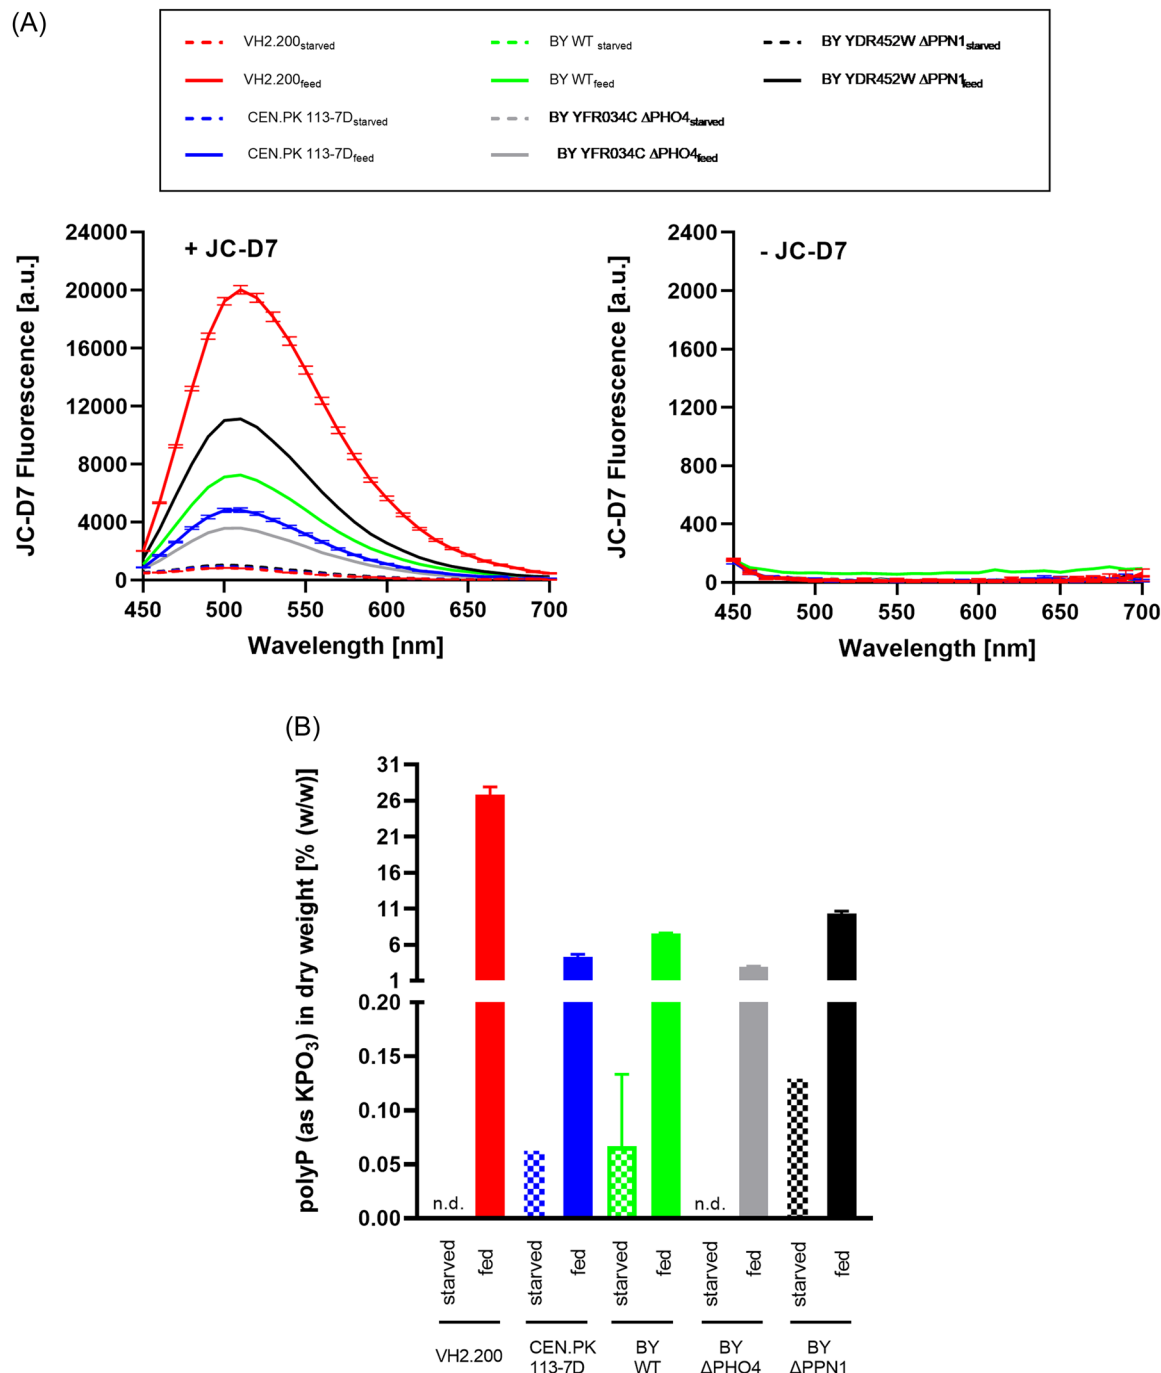 (A)
VH2.200starved
VH2.200feed
CEN.PK 113-7Dstarved
CEN.PK 113-7Dfeed
BY WT starved
BY WTfeed
BY YFR034C ΔPHO4starved
BY YFR034C ΔPHO4feed
BY YDR452W ΔPPN1starved
BY YDR452W ΔPPN1feed
+ JC-D7
JC-D7 Fluorescence [a.u.]
24000
20000
16000
12000
8000
4000
0
450 500 550 600 650 700
Wavelength [nm]
- JC-D7
JC-D7 Fluorescence [a.u.]
2400
2000
1600
1200
800
400
0
450 500 550 600 650 700
Wavelength [nm]
(B)
polyP (as KPO3) in dry weight [% (w/w)]
31
26
21
16
11
6
1
0.20
0.15
0.10
0.05
0.00
n.d.
n.d.
starved fed starved fed starved fed starved fed starved fed
VH2.200 CEN.PK BY BY BY
113-7D WT ΔPHO4 ΔPPN1